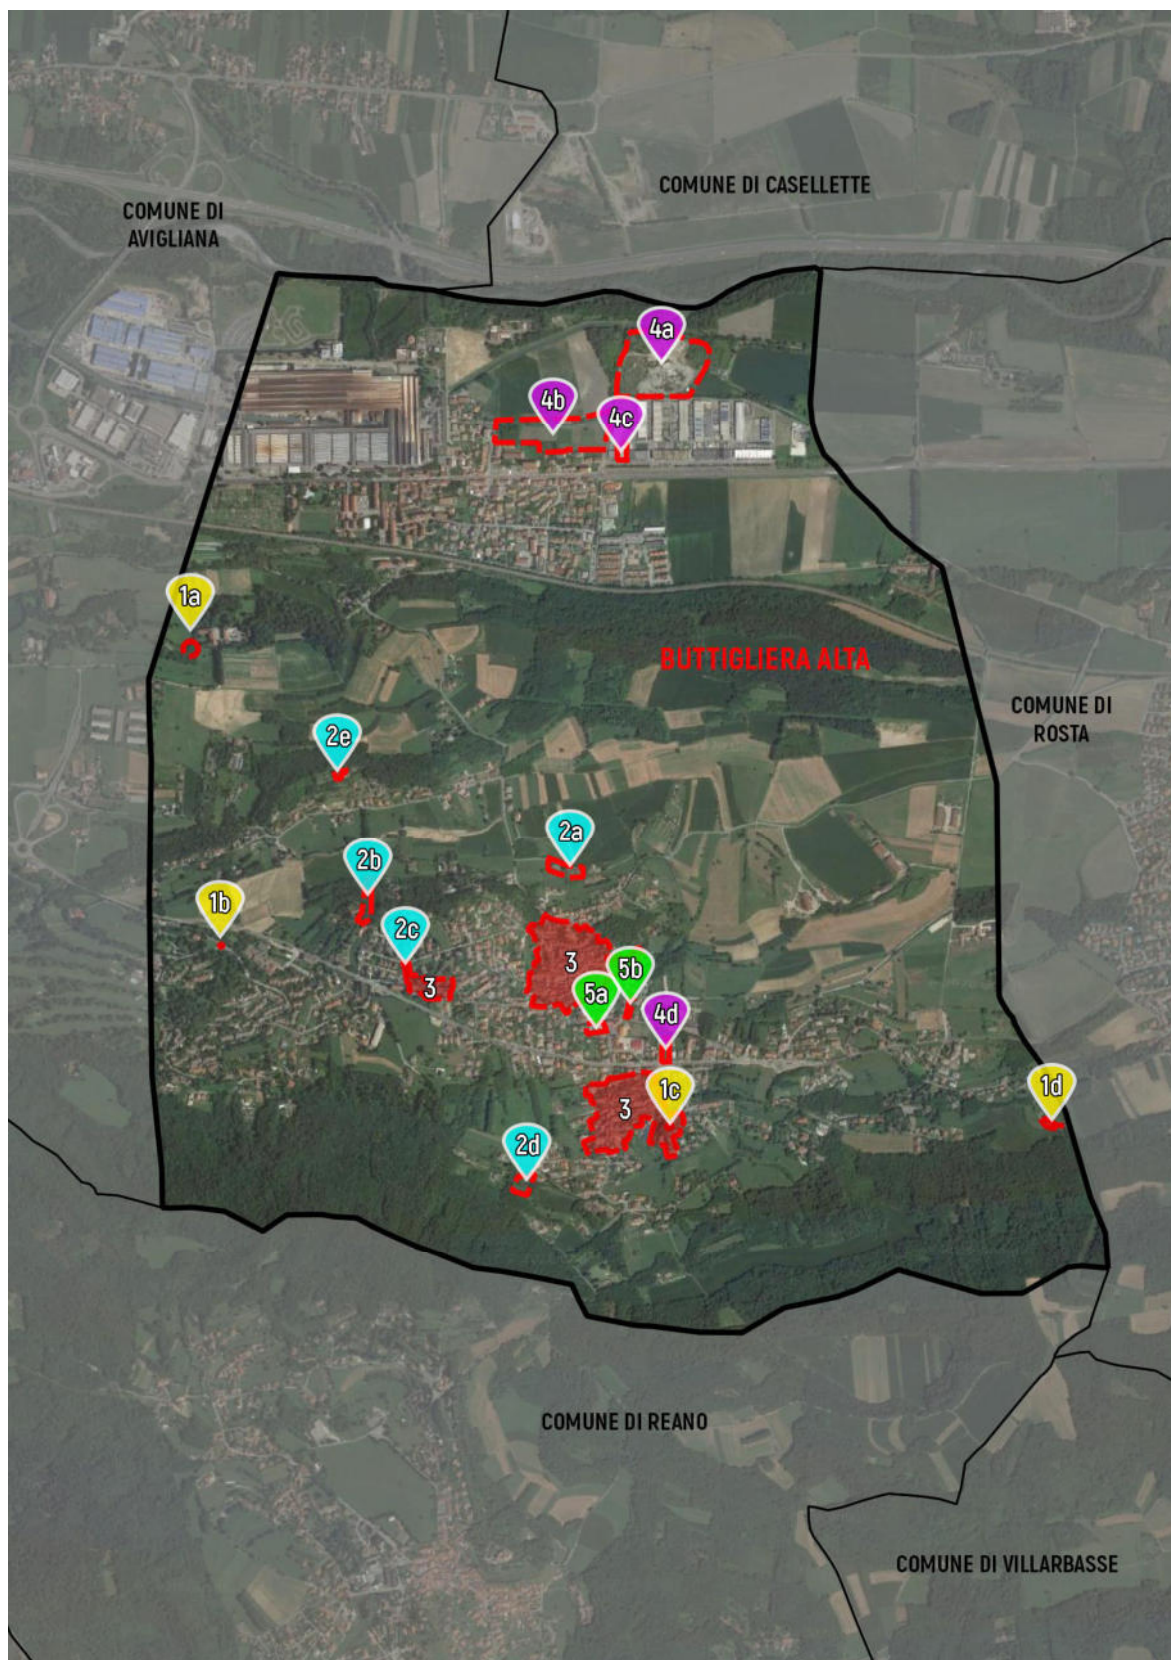 COMUNE DI CASELLETTE
COMUNE DI
AVIGLIANA
4a
4b
4c
1a
BUTTIGLIERA ALTA
COMUNE DI
ROSTA
2e
2a
2b
1b
2c
3
3
5b
5a
4d
1c
3
1d
2d
COMUNE DI REANO
COMUNE DI VILLARBASSE